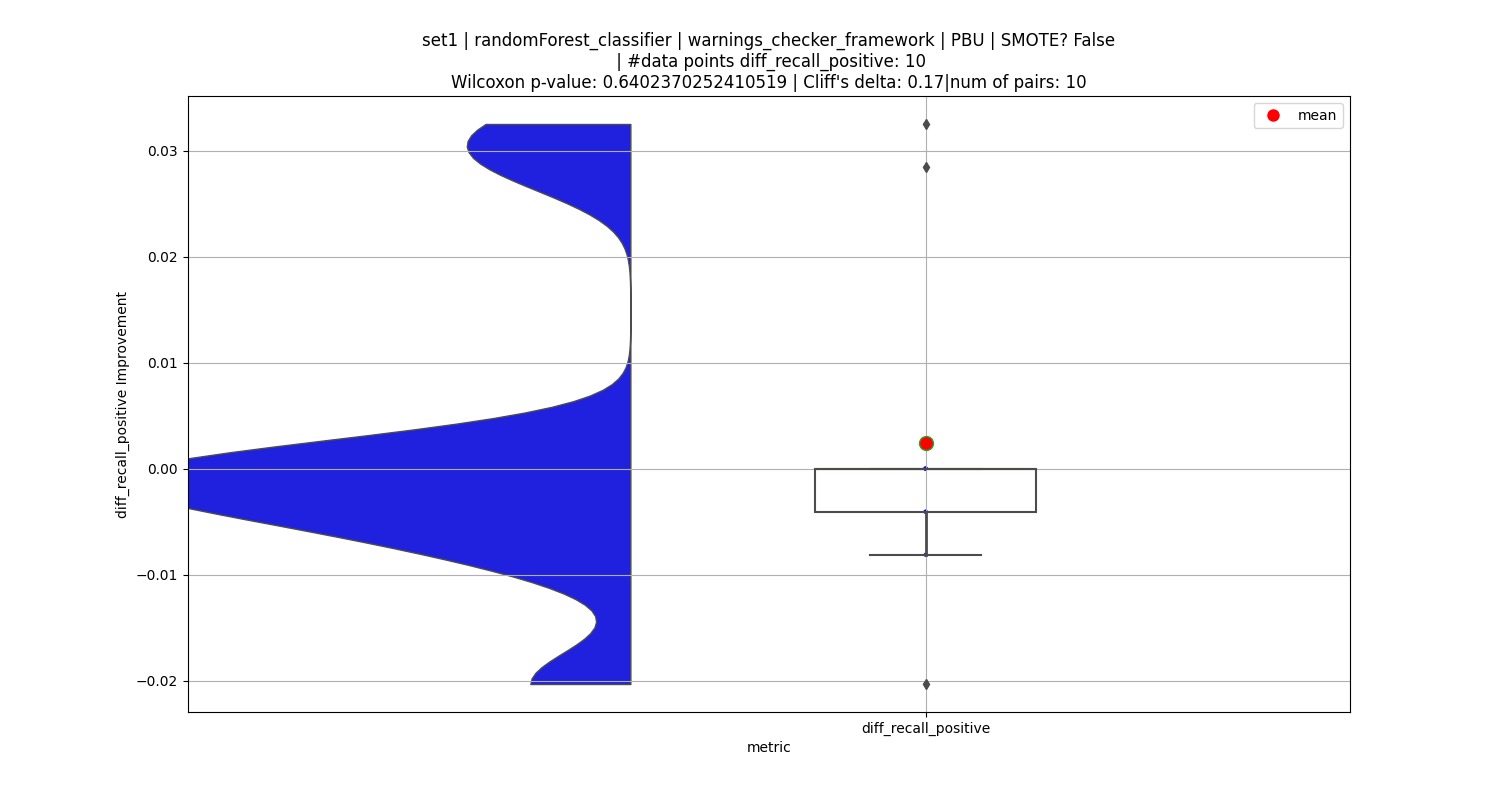 set1 | randomForest_classifier | warnings_checker_framework | PBU | SMOTE? False
| #data points diff_recall_positive: 10
Wilcoxon p-value: 0.6402370252410519 | Cliff's delta: 0.17|num of pairs: 10
mean
0.03
0.02
0.01
0.00
−0.01
−0.02
diff_recall_positive Improvement
diff_recall_positive
metric